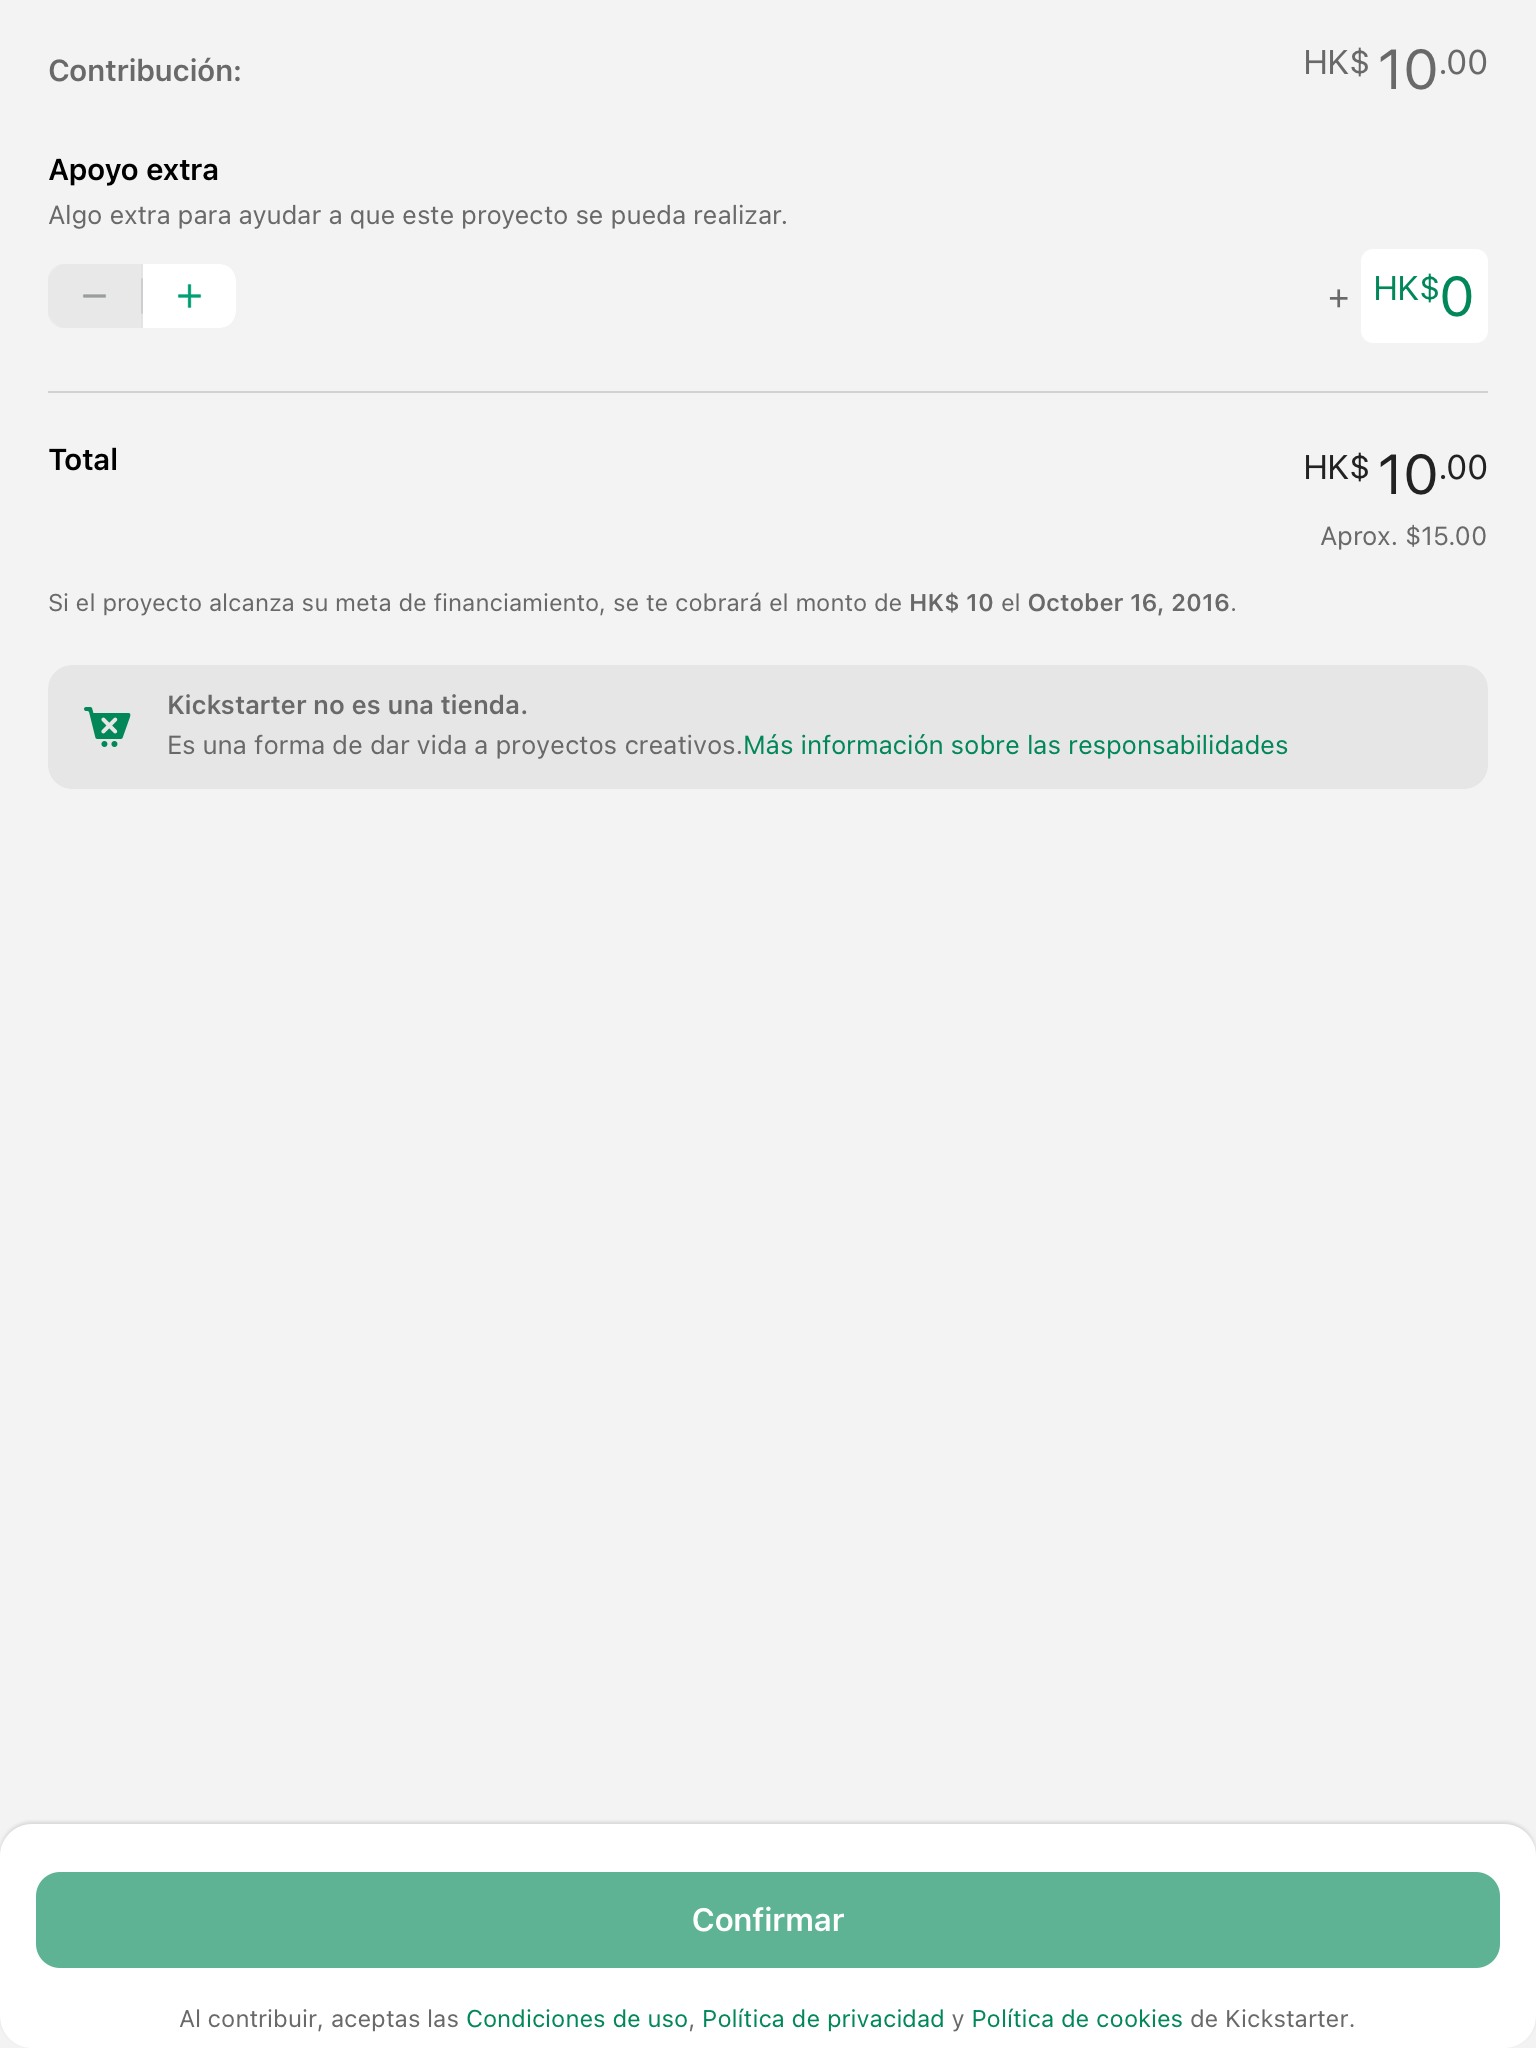 Contribución:
HK$ 10.00
Apoyo extra
Algo extra para ayudar a que este proyecto se pueda realizar.
− +
+ HK$0
Total
HK$ 10.00
Aprox. $15.00
Si el proyecto alcanza su meta de financiamiento, se te cobrará el monto de HK$ 10 el October 16, 2016.
Kickstarter no es una tienda.
Es una forma de dar vida a proyectos creativos.Más información sobre las responsabilidades
Confirmar
Al contribuir, aceptas las Condiciones de uso, Política de privacidad y Política de cookies de Kickstarter.